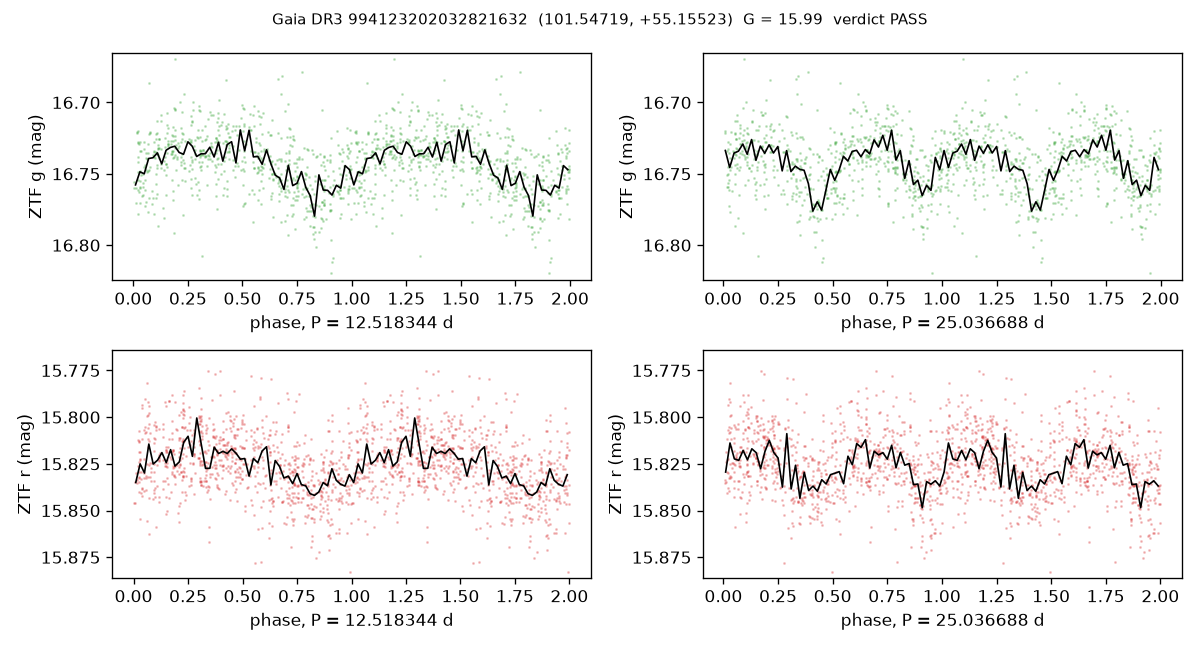 Gaia DR3 994123202032821632 (101.54719, +55.15523) G = 15.99 verdict PASS
ZTF g (mag)
16.70
16.75
16.80
0.00 0.25 0.50 0.75 1.00 1.25 1.50 1.75 2.00
phase, P = 12.518344 d
ZTF g (mag)
16.70
16.75
16.80
0.00 0.25 0.50 0.75 1.00 1.25 1.50 1.75 2.00
phase, P = 25.036688 d
ZTF r (mag)
15.775
15.800
15.825
15.850
15.875
0.00 0.25 0.50 0.75 1.00 1.25 1.50 1.75 2.00
phase, P = 12.518344 d
ZTF r (mag)
15.775
15.800
15.825
15.850
15.875
0.00 0.25 0.50 0.75 1.00 1.25 1.50 1.75 2.00
phase, P = 25.036688 d